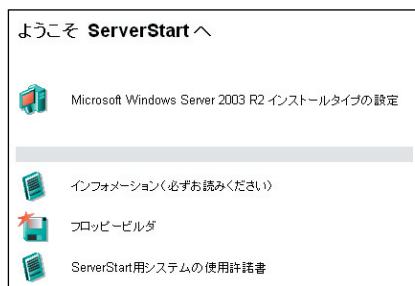 ようこそ ServerStart へ
Microsoft Windows Server 2003 R2 インストールタイプの設定
インフォメーション(必ずお読みください)
フロッピービルダ
ServerStart用システムの使用許諾書